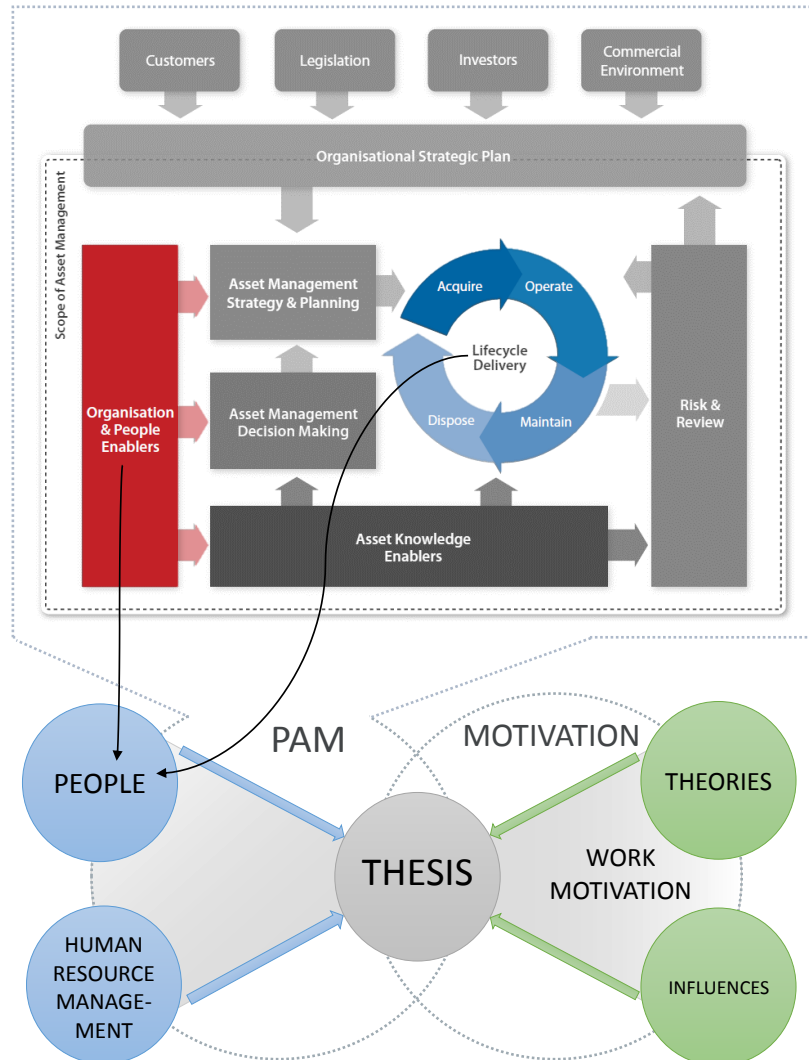 Customers
Legislation
Investors
Commercial
Environment
Organisational Strategic Plan
Scope of Asset Management
Organisation
& People
Enablers
Asset Management
Strategy & Planning
Acquire
Operate
Lifecycle
Delivery
Dispose
Maintain
Asset Management
Decision Making
Risk &
Review
Asset Knowledge
Enablers
PAM
MOTIVATION
PEOPLE
THEORIES
THESIS
WORK
MOTIVATION
HUMAN
RESOURCE
MANAGE-
MENT
INFLUENCES